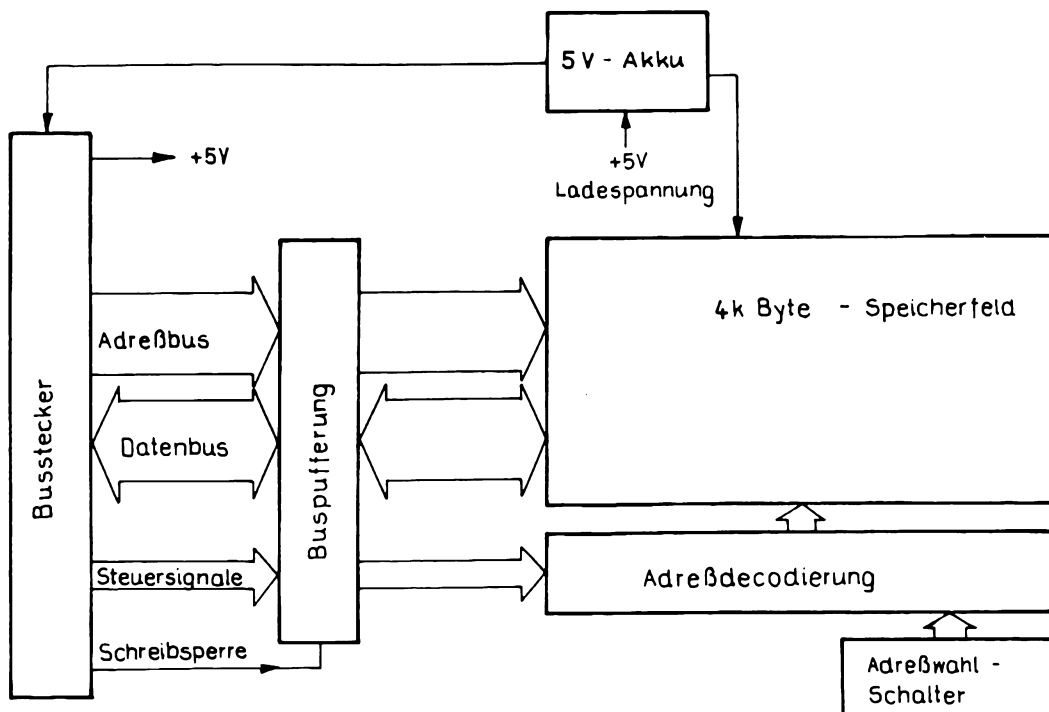 5V - Akku
+5V
+5V
Ladespannung
4k Byte - Speicherfeld
Adreßbus
Busstecker
Buspufferung
Datenbus
Steuersignale
Adreßdecodierung
Schreibsperre
Adreßwahl -
Schalter